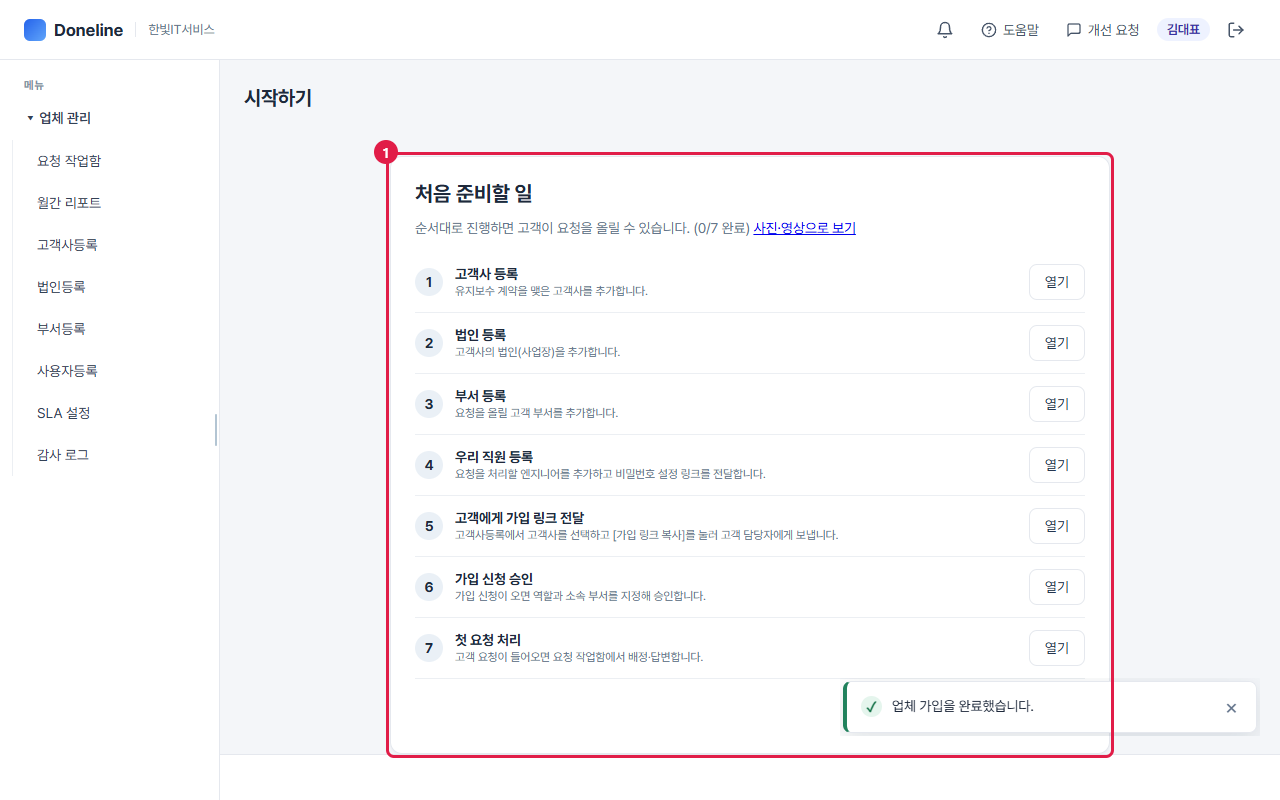 Doneline 한빛IT서비스
도움말 개선 요청 김대표
메뉴
업체 관리
요청 작업함
월간 리포트
고객사등록
법인등록
부서등록
사용자등록
SLA 설정
감사 로그
시작하기
1
처음 준비할 일
순서대로 진행하면 고객이 요청을 올릴 수 있습니다. (0/7 완료) 사진·영상으로 보기
1 고객사 등록 열기
유지보수 계약을 맺은 고객사를 추가합니다.
2 법인 등록 열기
고객사의 법인(사업장)을 추가합니다.
3 부서 등록 열기
요청을 올릴 고객 부서를 추가합니다.
4 우리 직원 등록 열기
요청을 처리할 엔지니어를 추가하고 비밀번호 설정 링크를 전달합니다.
5 고객에게 가입 링크 전달 열기
고객사등록에서 고객사를 선택하고 [가입 링크 복사]를 눌러 고객 담당자에게 보냅니다.
6 가입 신청 승인 열기
가입 신청이 오면 역할과 소속 부서를 지정해 승인합니다.
7 첫 요청 처리 열기
고객 요청이 들어오면 요청 작업함에서 배정·답변합니다.
업체 가입을 완료했습니다.